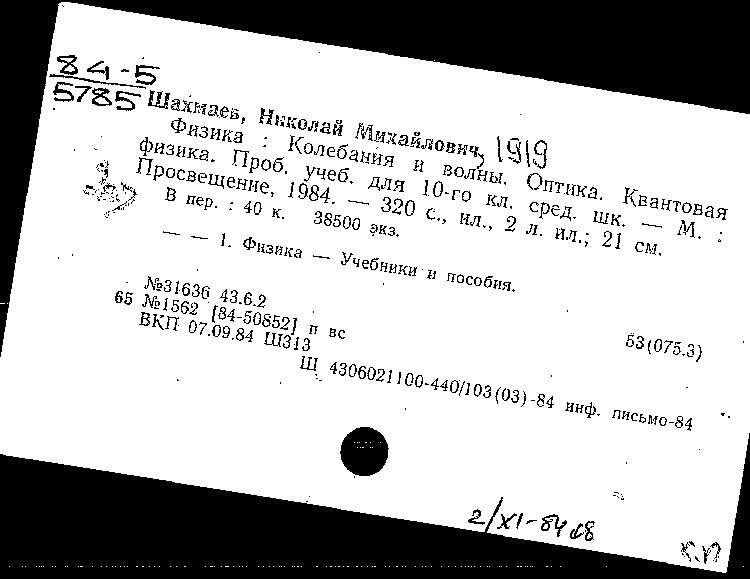 84-5
5785
Шахмаев, Николай Михайлович, 1919
Физика : Колебания и волны. Оптика. Квантовая
физика. Проб. учеб. для 10-го кл. сред. шк. — М. :
Просвещение, 1984. — 320 с., ил., 2 л. ил.; 21 см.
В пер. : 40 к. 38500 экз.
— — 1. Физика — Учебники и пособия.
№31636 43.6.2
65 №1562 [84-50852] п вс
53(075.3)
ВКП 07.09.84 Ш313
Щ 4306021100-440/103(03)-84 инф. письмо-84
2/XI-84